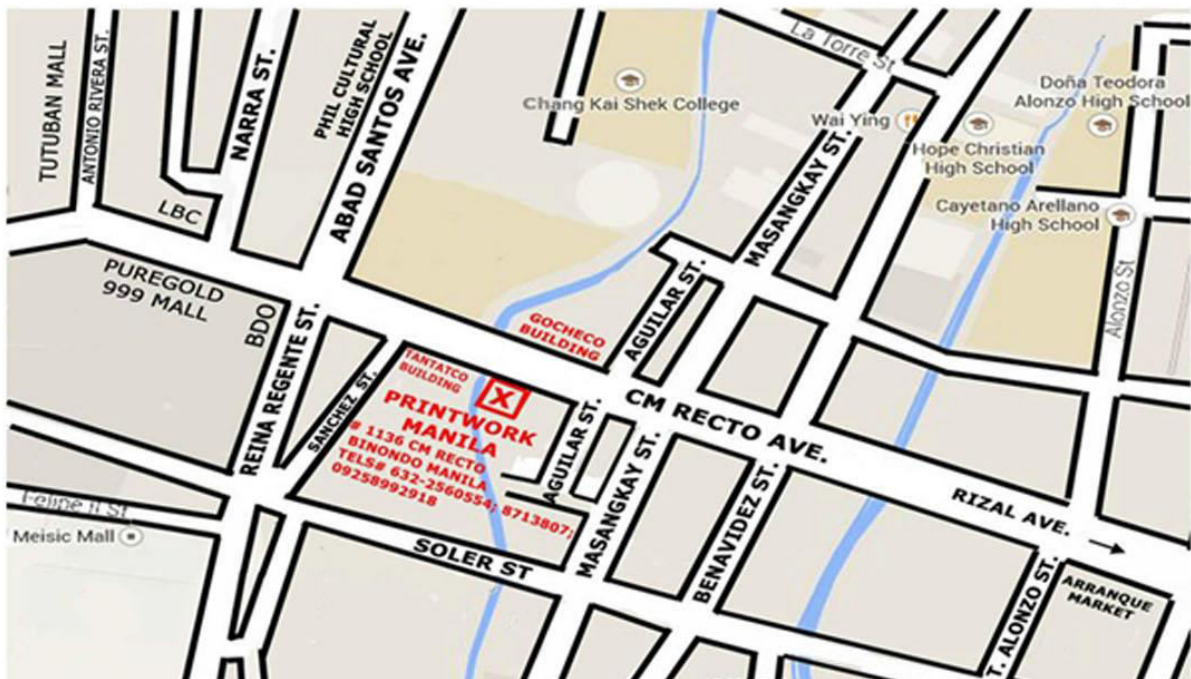 TUTUBAN MALL
ANTONIO RIVERA ST.
NARRA ST.
PHIL CULTURAL
HIGH SCHOOL
ABAD SANTOS AVE.
Chang Kai Shek College
La Torre St
Wai Ying
MASANGKAY ST.
Doña Teodora
Alonzo High School
Hope Christian
High School
Cayetano Arellano
High School
Alonzo St
LBC
PUREGOLD
999 MALL
BDO
REINA REGENTE ST.
SANCHEZ ST.
GOCHECO
BUILDING
AGUILAR ST.
TANTATCO
BUILDING
X
PRINTWORK
MANILA
# 1136 CM RECTO
BINONDO MANILA
TELS# 632-2560554; 8713807;
09258992918
AGUILAR ST.
CM RECTO AVE.
MASANGKAY ST.
BENAVIDEZ ST.
RIZAL AVE.
T. ALONZO ST.
ARRANQUE
MARKET
Felipe II St
Meisic Mall
SOLER ST